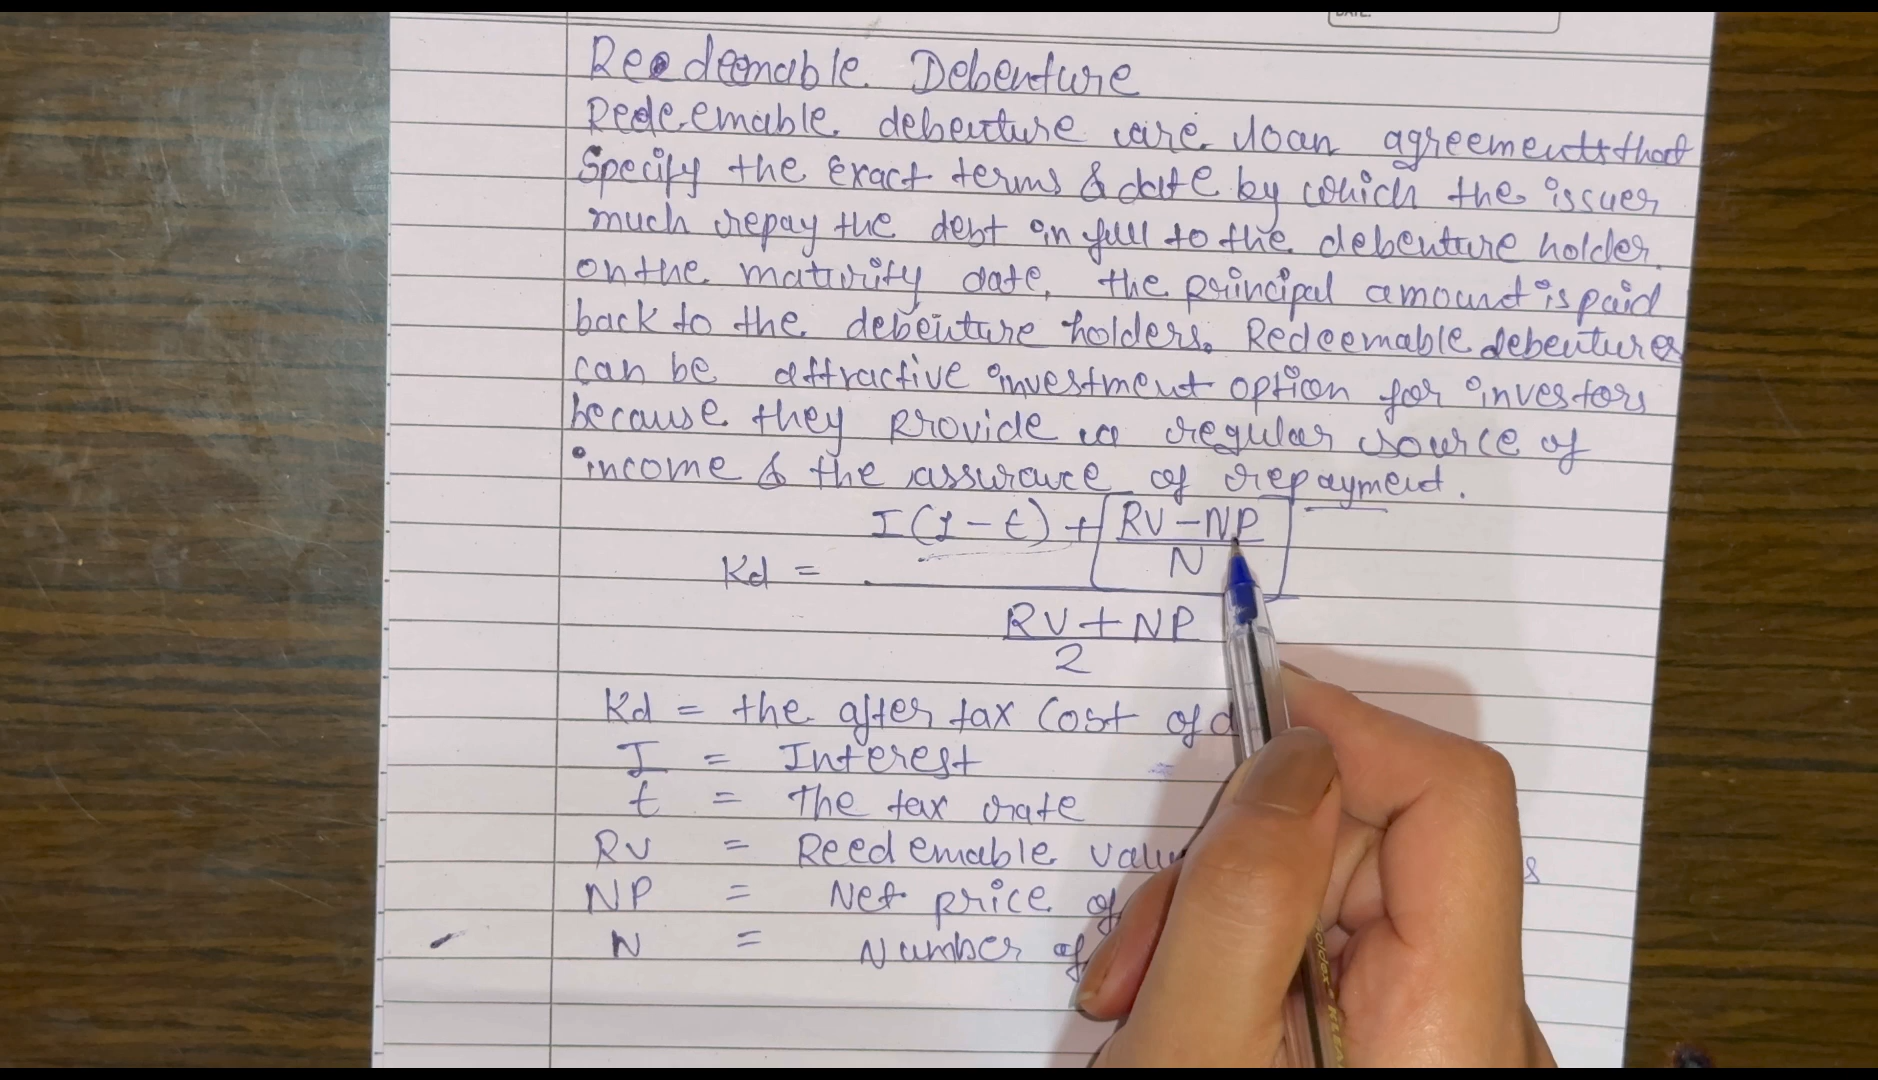 DATE:
Reedeemable Debenture
Redeemable debenture are loan agreements that
Specify the exact terms & date by which the issuer
much repay the debt in full to the debenture holder.
on the maturity date, the principal amount is paid
back to the debenture holders. Redeemable debentures
can be attractive investment option for investors
because they provide a regular source of
income & the assurance of repayment.
Kd = I(1-t) + [RV-NP / N]
RV+NP / 2
Kd = the after tax cost of d
I = Interest
t = The tax rate
RV = Reedemable valu s
NP = Net price of
N = Number of